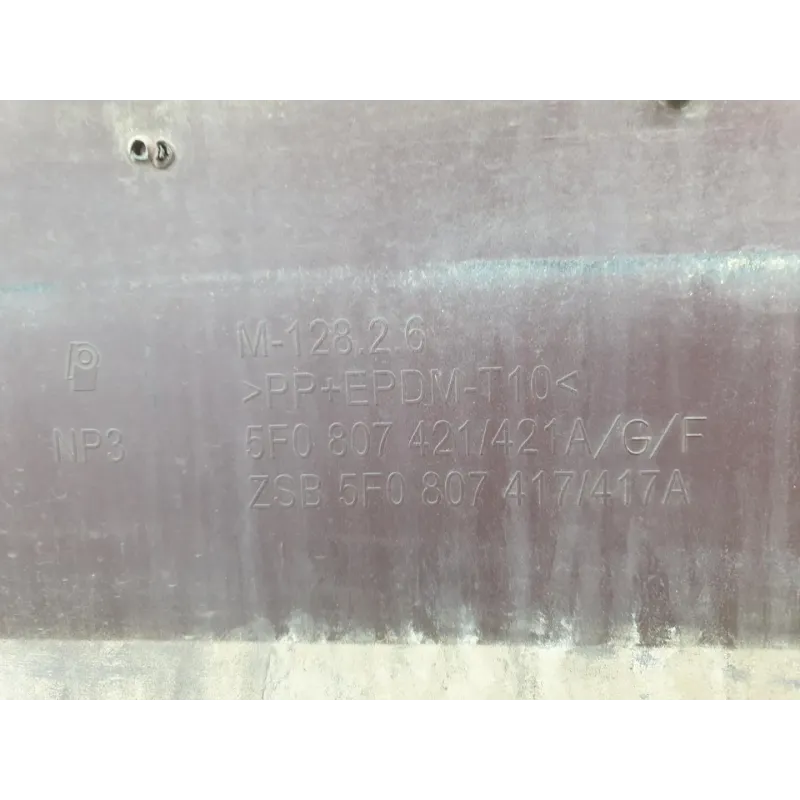 M-128.2.6
>PP+EPDM-T10<
NP3
5F0 807 421/421A/G/F
ZSB 5F0 807 417/417A